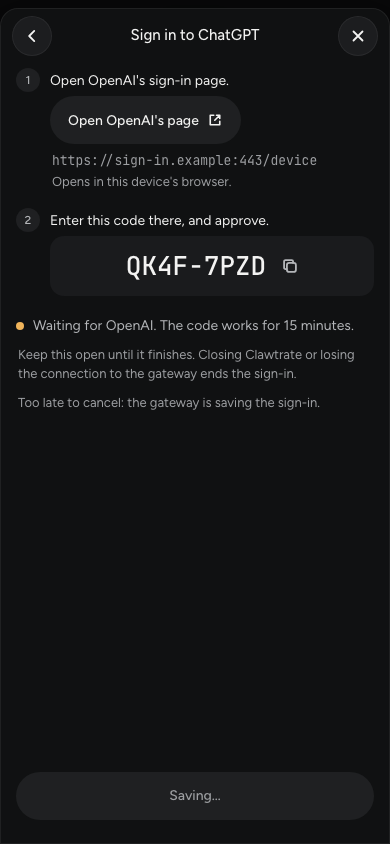 Sign in to ChatGPT
1 Open OpenAI's sign-in page.
Open OpenAI's page
https://sign-in.example:443/device
Opens in this device's browser.
2 Enter this code there, and approve.
QK4F-7PZD
Waiting for OpenAI. The code works for 15 minutes.
Keep this open until it finishes. Closing Clawtrate or losing
the connection to the gateway ends the sign-in.
Too late to cancel: the gateway is saving the sign-in.
Saving...